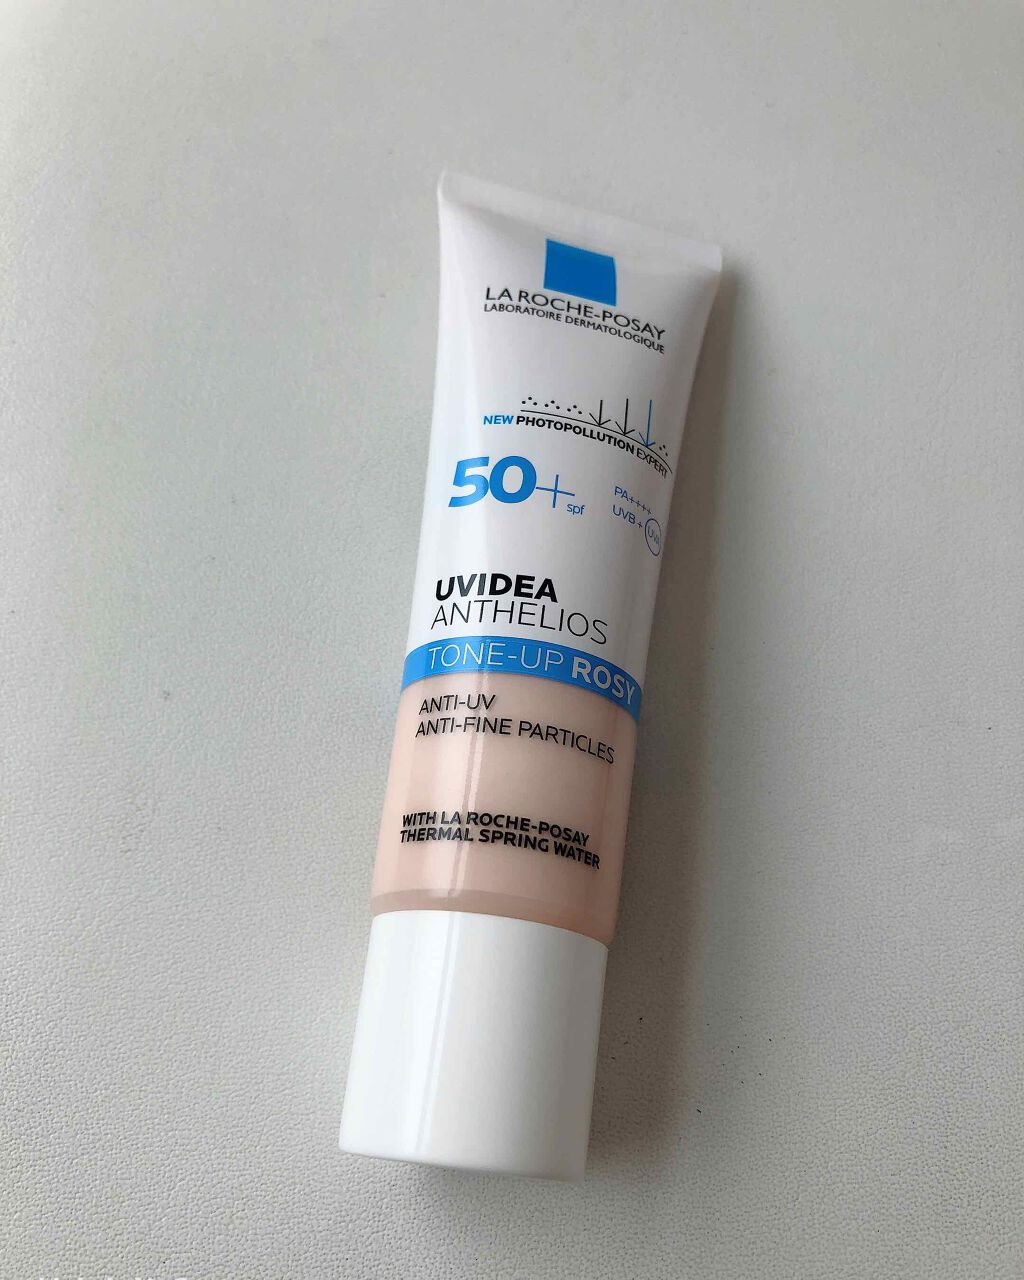 LA ROCHE-POSAY
LABORATOIRE DERMATOLOGIQUE
NEW PHOTOPOLLUTION EXPERT
50+ spf
PA++++
UVB + UVA
UVIDEA
ANTHELIOS
TONE-UP ROSY
ANTI-UV
ANTI-FINE PARTICLES
WITH LA ROCHE-POSAY
THERMAL SPRING WATER